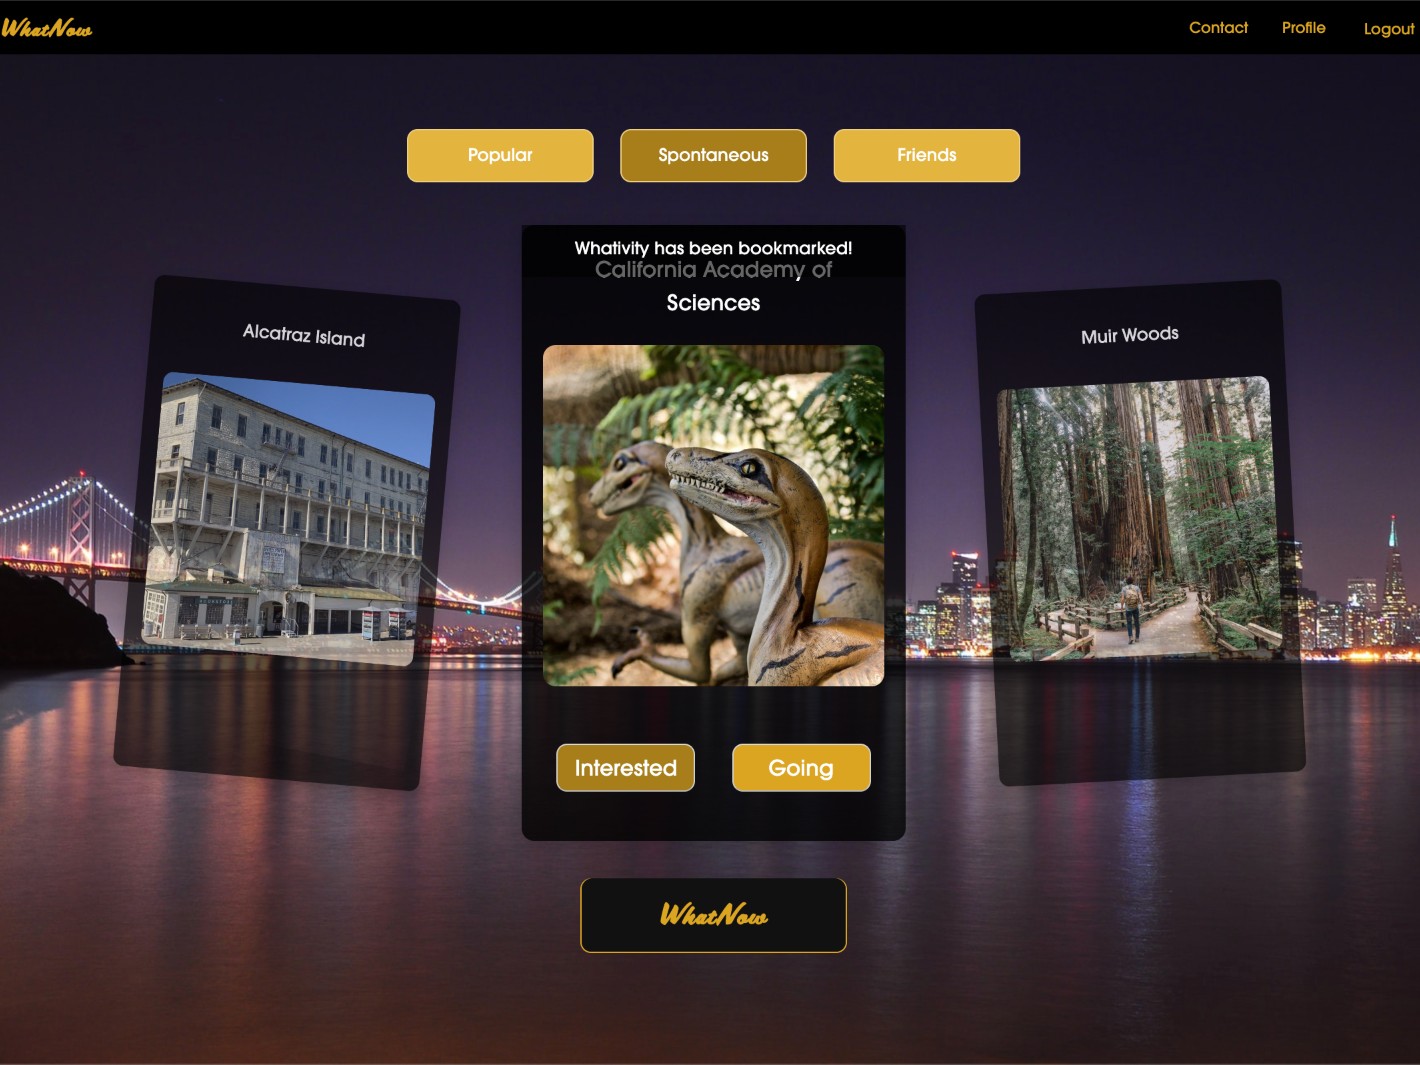 WhatNow
Contact
Profile
Logout
Popular
Spontaneous
Friends
Whativity has been bookmarked!
California Academy of
Sciences
Alcatraz Island
Muir Woods
Interested
Going
WhatNow